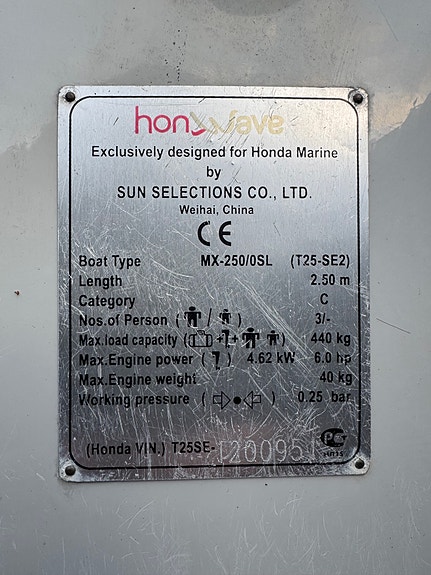 honwave
Exclusively designed for Honda Marine
by
SUN SELECTIONS CO., LTD.
Weihai, China
CE
Boat Type MX-250/0SL (T25-SE2)
Length 2.50 m
Category C
Nos.of Person ( / ) 3/-
Max.load capacity ( + + ) 440 kg
Max.Engine power ( ) 4.62 kW 6.0 hp
Max.Engine weight 40 kg
Working pressure ( ) 0.25 bar
(Honda VIN.) T25SE-